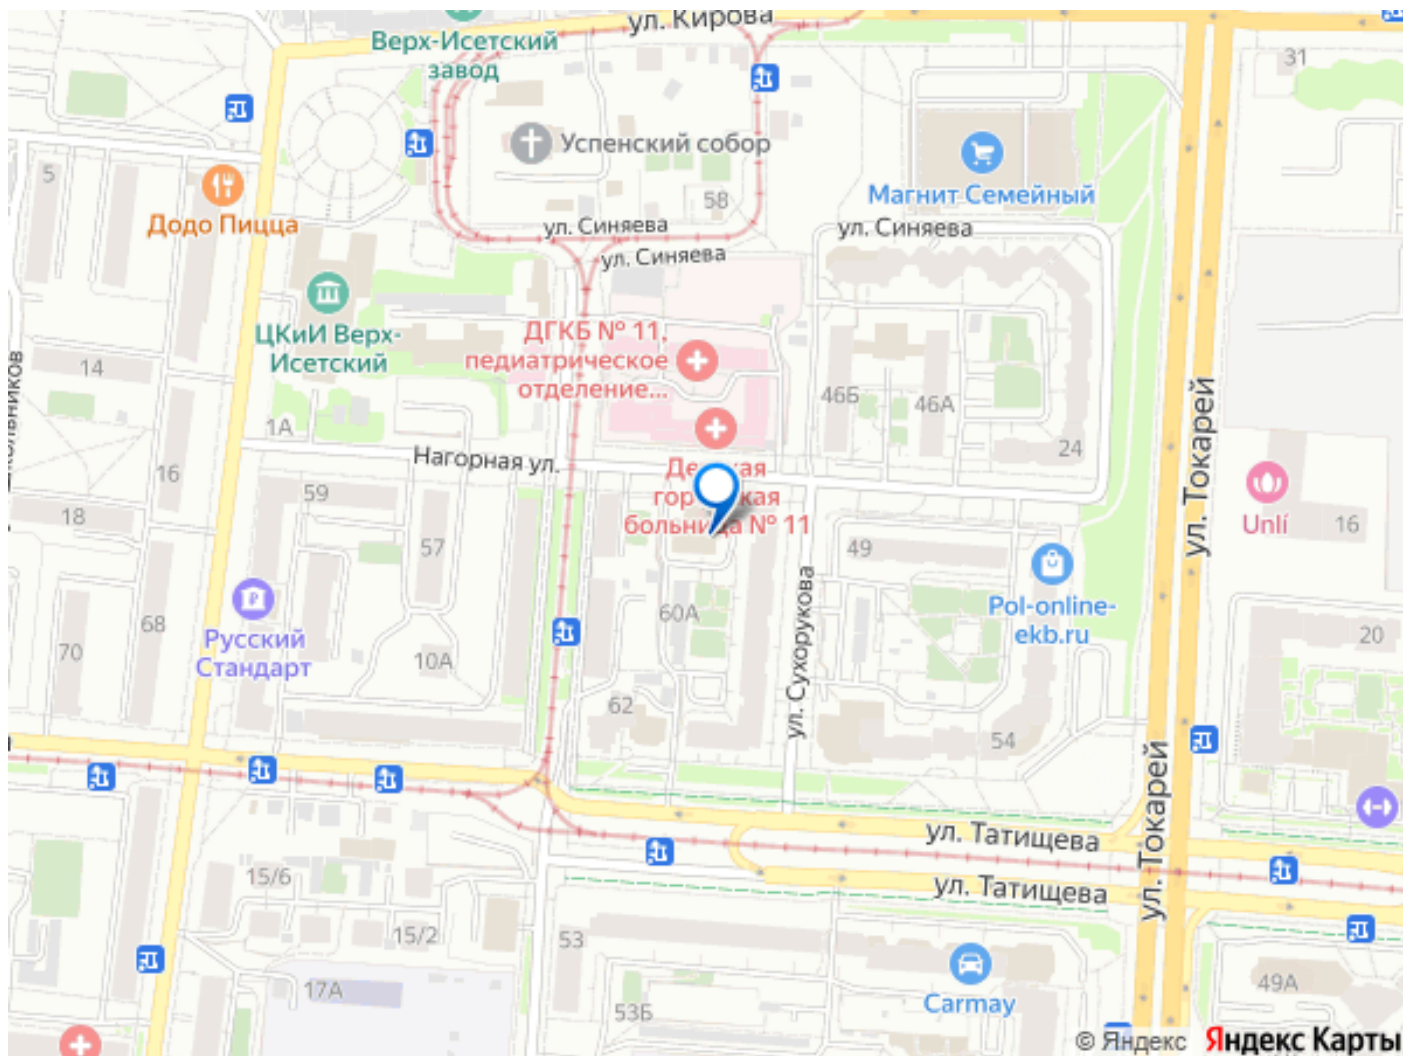 ул. Кирова
Верх-Исетский
завод
31
Успенский собор
5
Магнит Семейный
58
Додо Пицца
ул. Синяева
ул. Синяева
ул. Синяева
ЦКиИ Верх-
Исетский
ДГКБ № 11,
педиатрическое
отделение...
14
46Б
46А
1А
24
Нагорная ул.
16
59
ул. Токарей
Больница № 11
18
57
49
Unli
16
60А
ул. Сухорукова
Pol-online-
ekb.ru
Русский
Стандарт
68
70
10А
20
62
54
ул. Татищева
ул. Токарей
15/6
ул. Татищева
15/2
53
Carmay
17А
53Б
49А
© Яндекс Яндекс Карты